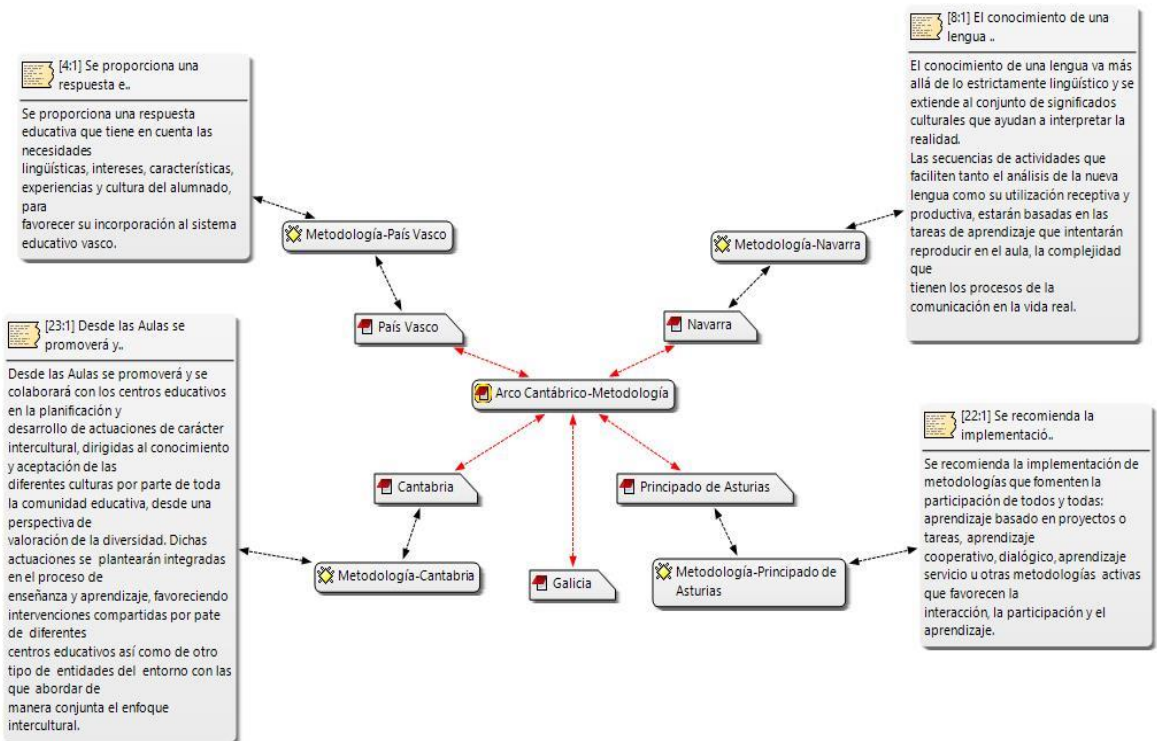 [4:1] Se proporciona una
respuesta e..
Se proporciona una respuesta
educativa que tiene en cuenta las
necesidades
lingüísticas, intereses, características,
experiencias y cultura del alumnado,
para
favorecer su incorporación al sistema
educativo vasco.
[8:1] El conocimiento de una
lengua ..
El conocimiento de una lengua va más
allá de lo estrictamente lingüístico y se
extiende al conjunto de significados
culturales que ayudan a interpretar la
realidad.
Las secuencias de actividades que
faciliten tanto el análisis de la nueva
lengua como su utilización receptiva y
productiva, estarán basadas en las
tareas de aprendizaje que intentarán
reproducir en el aula, la complejidad
que
tienen los procesos de la
comunicación en la vida real.
Metodología-País Vasco
Metodología-Navarra
País Vasco
Navarra
Arco Cantábrico-Metodología
[23:1] Desde las Aulas se
promoverá y..
Desde las Aulas se promoverá y se
colaborará con los centros educativos
en la planificación y
desarrollo de actuaciones de carácter
intercultural, dirigidas al conocimiento
y aceptación de las
diferentes culturas por parte de toda
la comunidad educativa, desde una
perspectiva de
valoración de la diversidad. Dichas
actuaciones se plantearán integradas
en el proceso de
enseñanza y aprendizaje, favoreciendo
intervenciones compartidas por pate
de diferentes
centros educativos así como de otro
tipo de entidades del entorno con las
que abordar de
manera conjunta el enfoque
intercultural.
Cantabria
Principado de Asturias
Metodología-Cantabria
Galicia
Metodología-Principado de
Asturias
[22:1] Se recomienda la
implementació..
Se recomienda la implementación de
metodologías que fomenten la
participación de todos y todas:
aprendizaje basado en proyectos o
tareas, aprendizaje
cooperativo, dialógico, aprendizaje
servicio u otras metodologías activas
que favorecen la
interacción, la participación y el
aprendizaje.